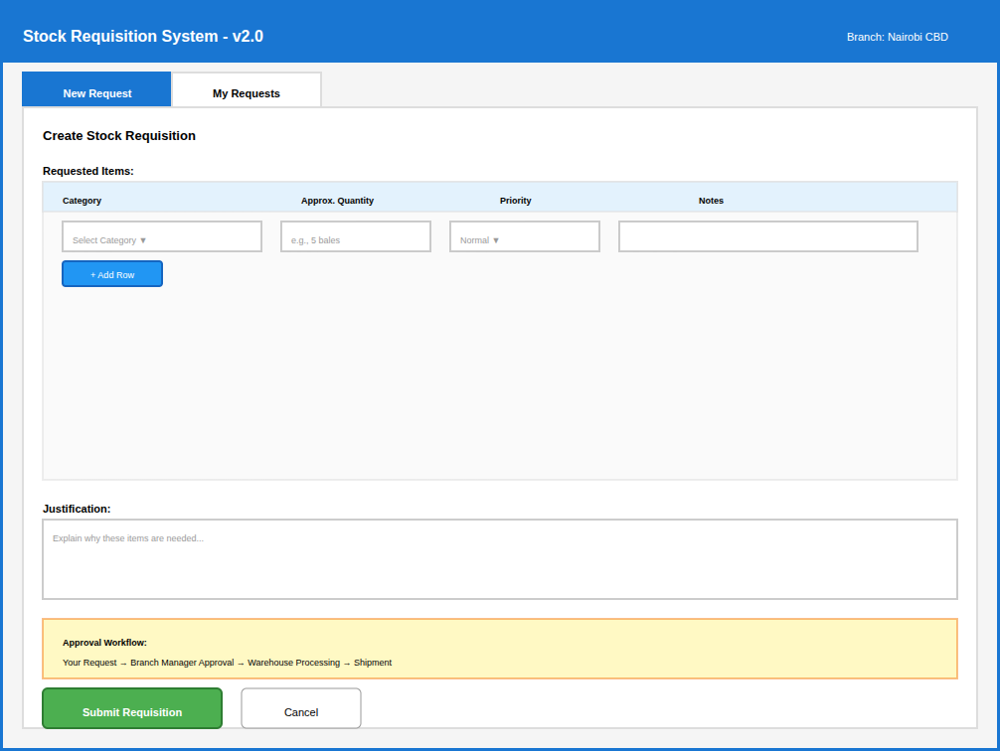 Stock Requisition System - v2.0
Branch: Nairobi CBD
New Request
My Requests
Create Stock Requisition
Requested Items:
Category Approx. Quantity Priority Notes
Select Category ▼ e.g., 5 bales Normal ▼
+ Add Row
Justification:
Explain why these items are needed...
Approval Workflow:
Your Request → Branch Manager Approval → Warehouse Processing → Shipment
Submit Requisition
Cancel